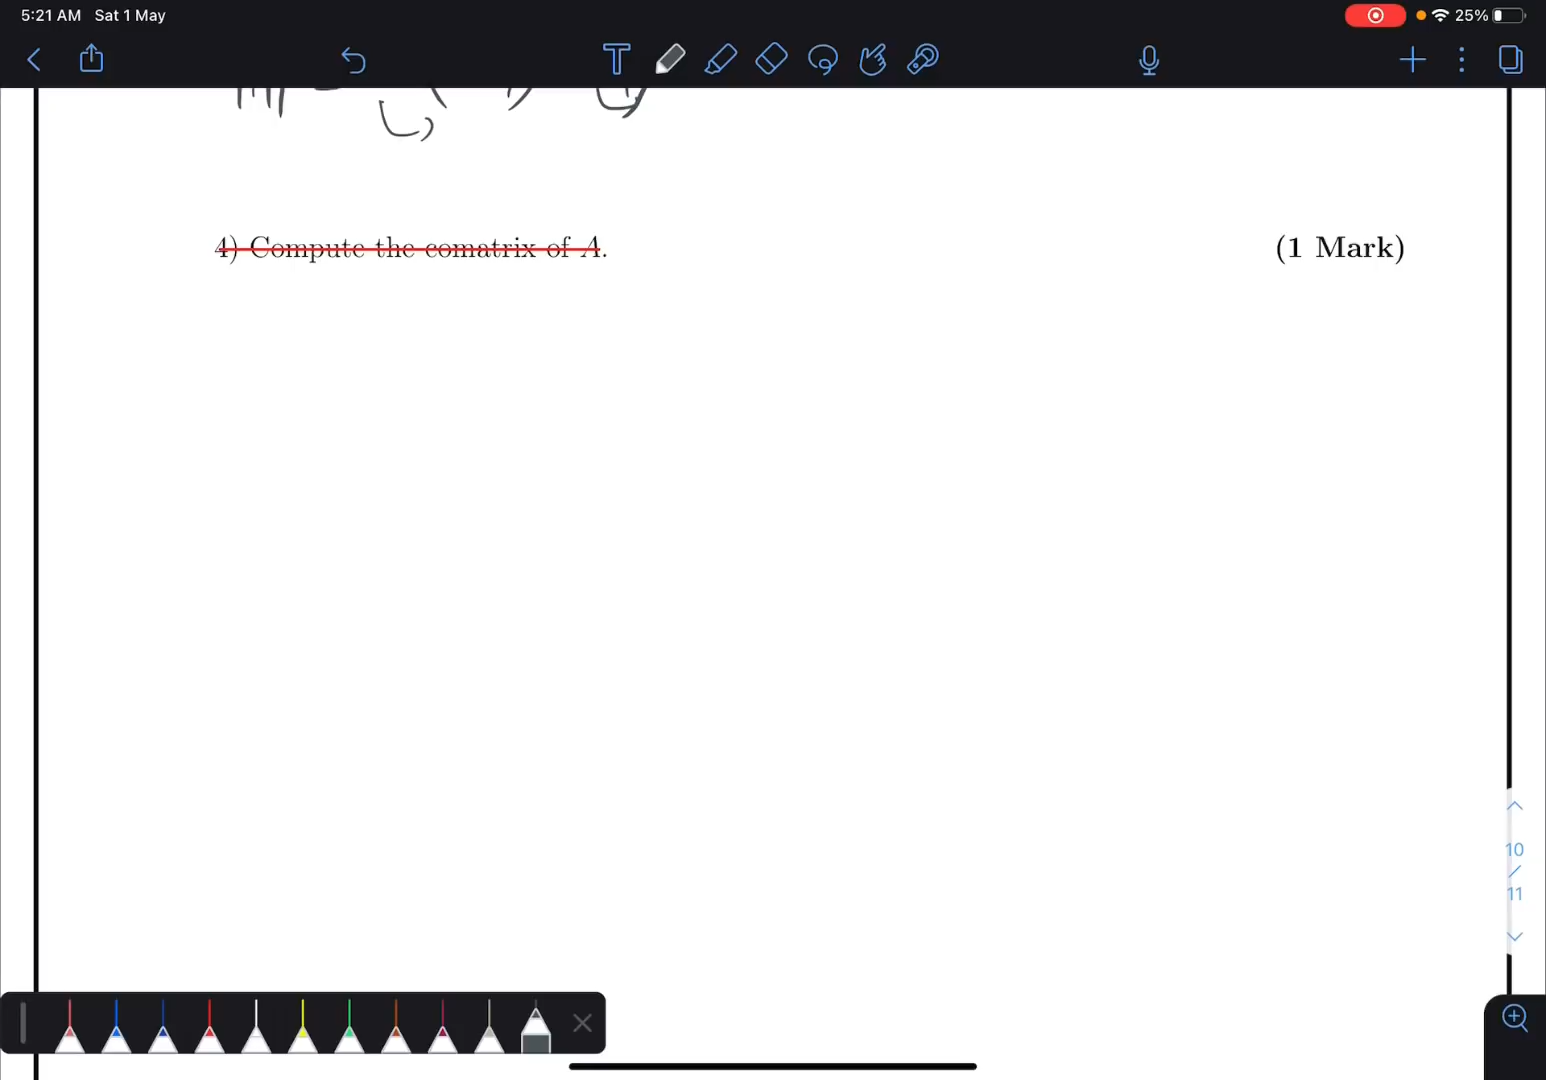 5:21 AM Sat 1 May
25%
4) Compute the comatrix of A.
(1 Mark)
10
11